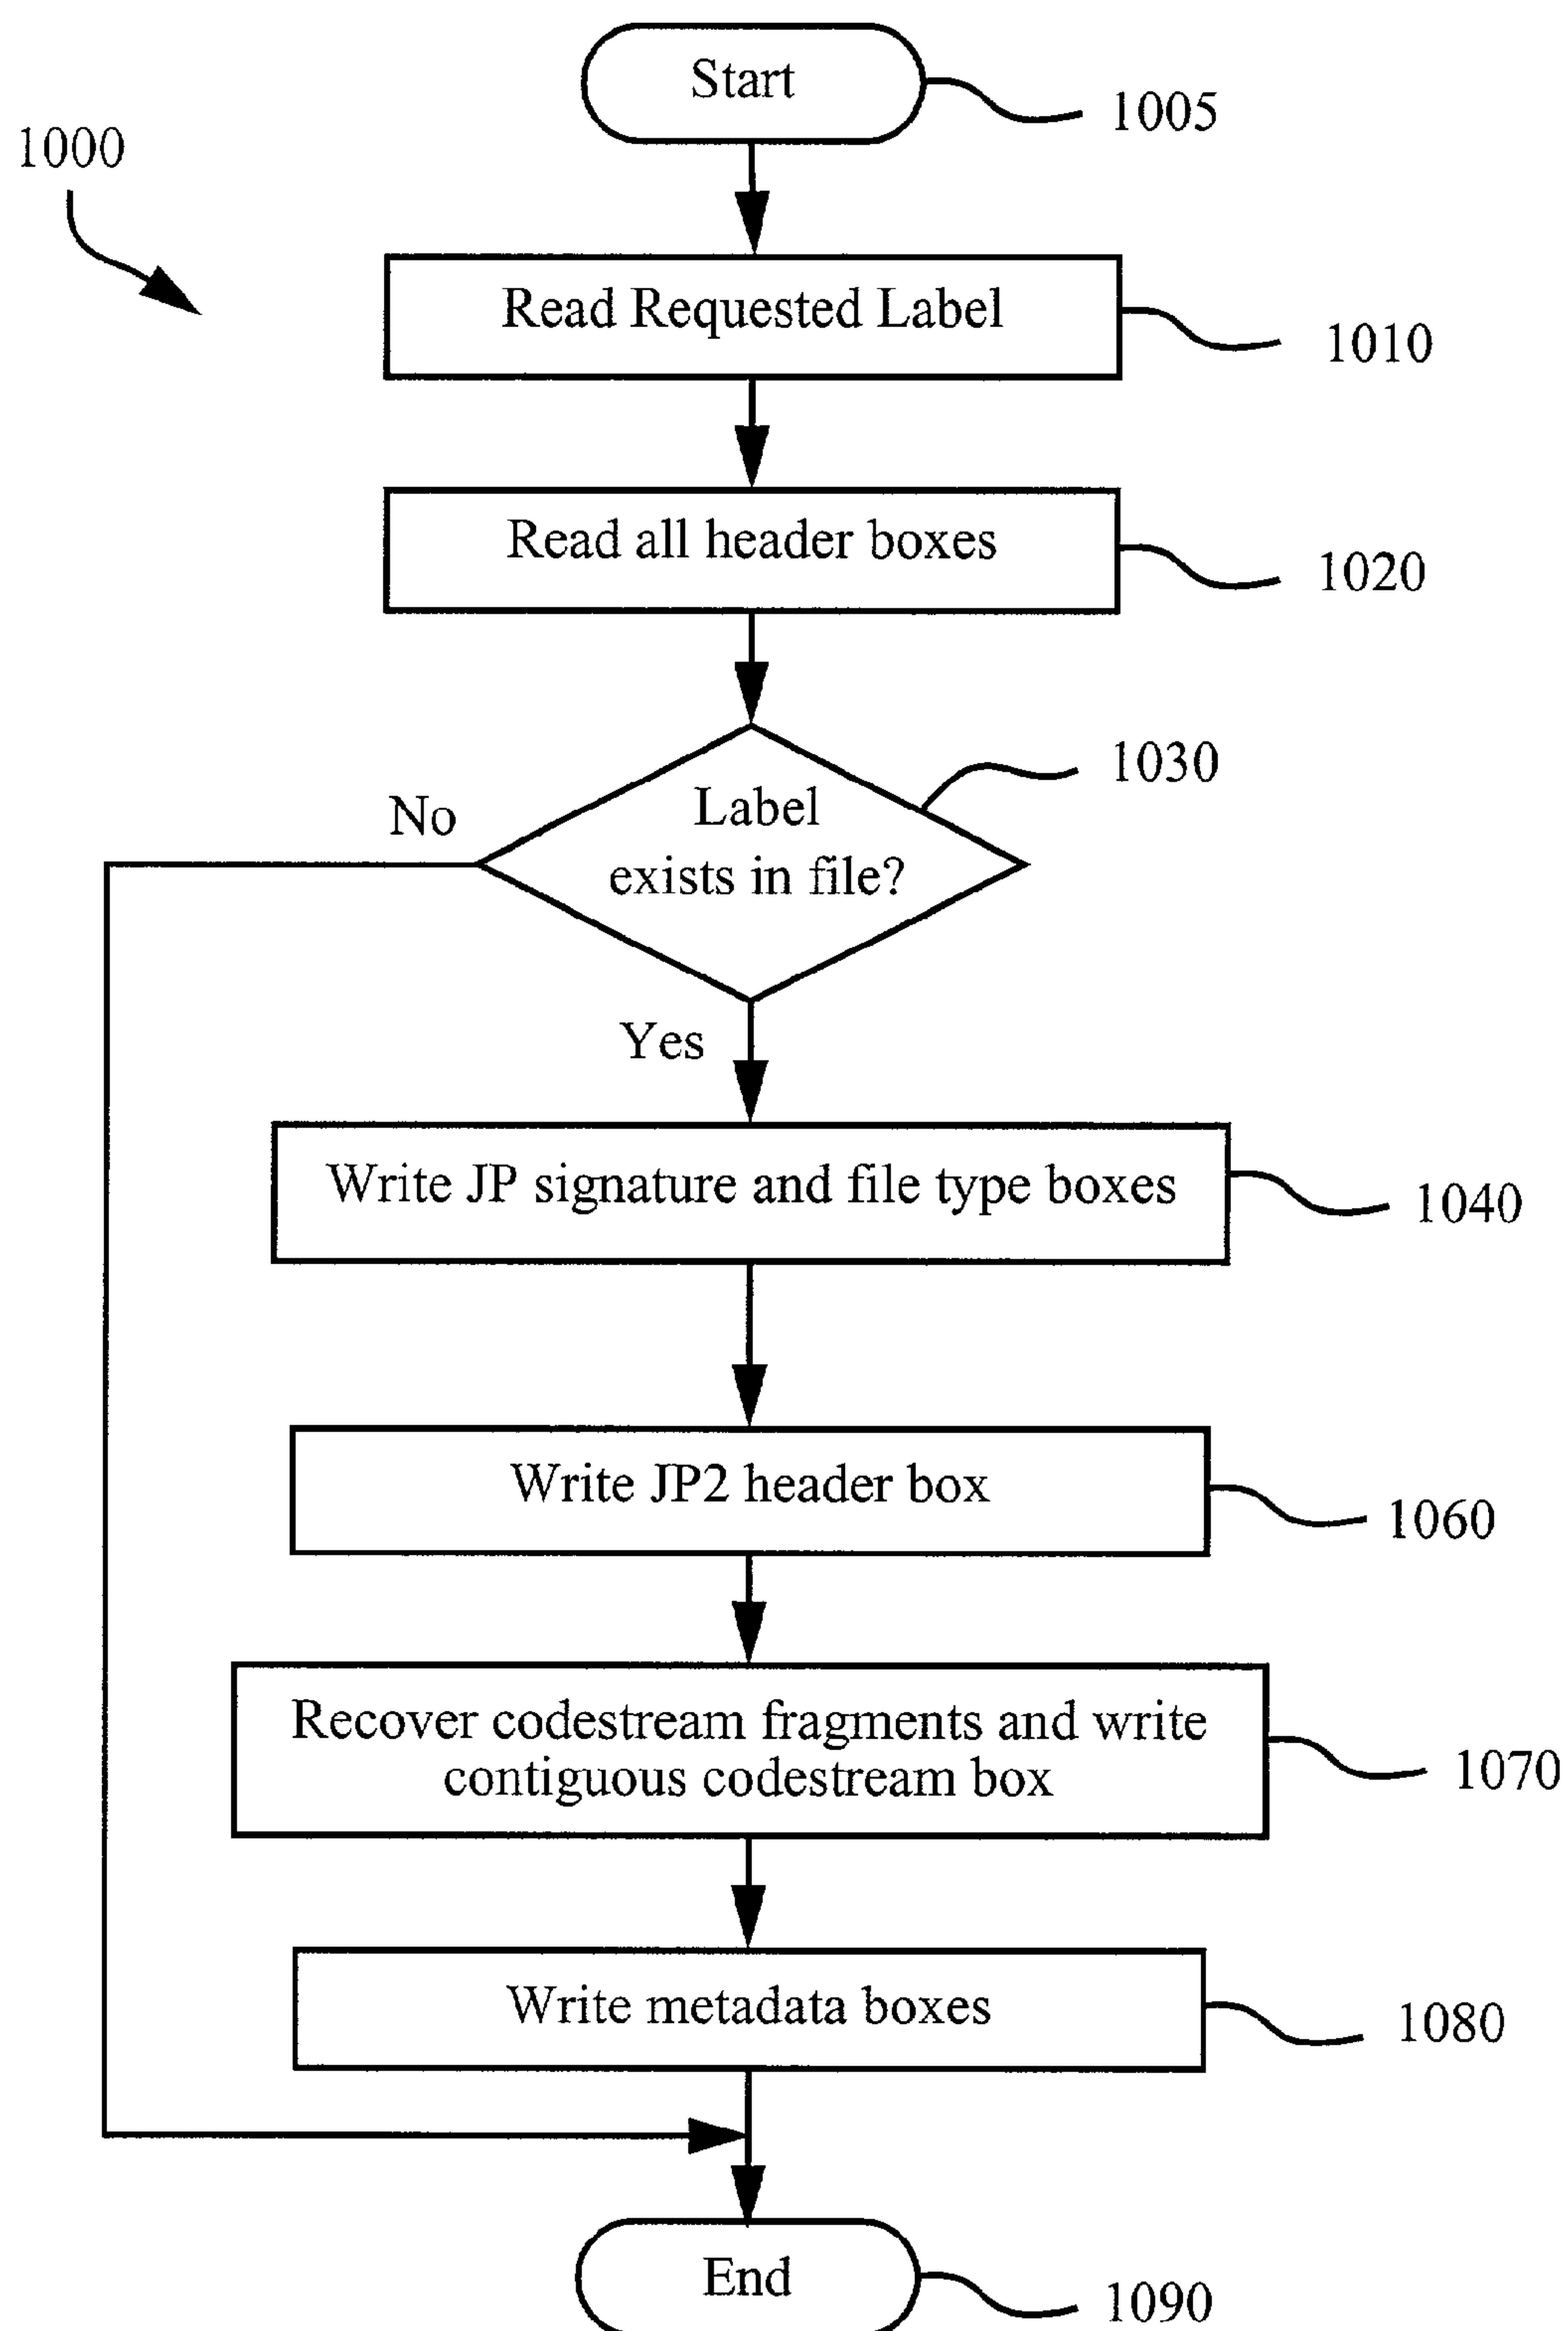 Start
1005
1000
Read Requested Label
1010
Read all header boxes
1020
1030
Label
No
exists in file?
Yes
Write JP signature and file type boxes
1040
Write JP2 header box
1060
Recover codestream fragments and write
contiguous codestream box
1070
Write metadata boxes
1080
End
1090